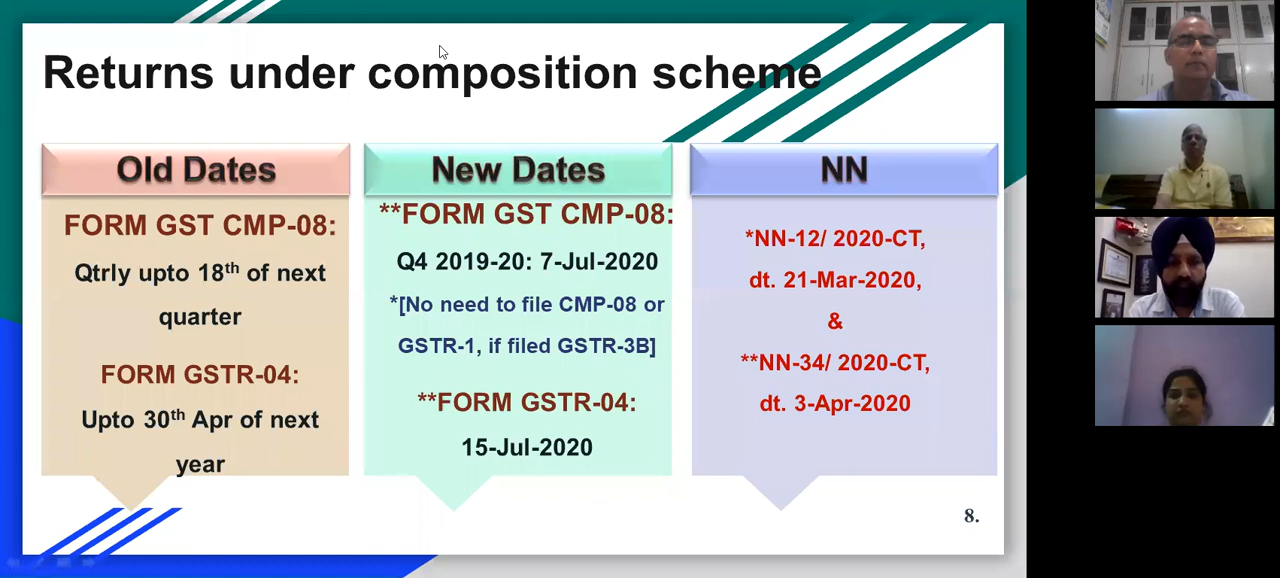 Returns under composition scheme
Old Dates
FORM GST CMP-08:
Qtrly upto 18th of next
quarter
FORM GSTR-04:
Upto 30th Apr of next
year
New Dates
**FORM GST CMP-08:
Q4 2019-20: 7-Jul-2020
*[No need to file CMP-08 or
GSTR-1, if filed GSTR-3B]
**FORM GSTR-04:
15-Jul-2020
NN
*NN-12/ 2020-CT,
dt. 21-Mar-2020,
&
**NN-34/ 2020-CT,
dt. 3-Apr-2020
8.